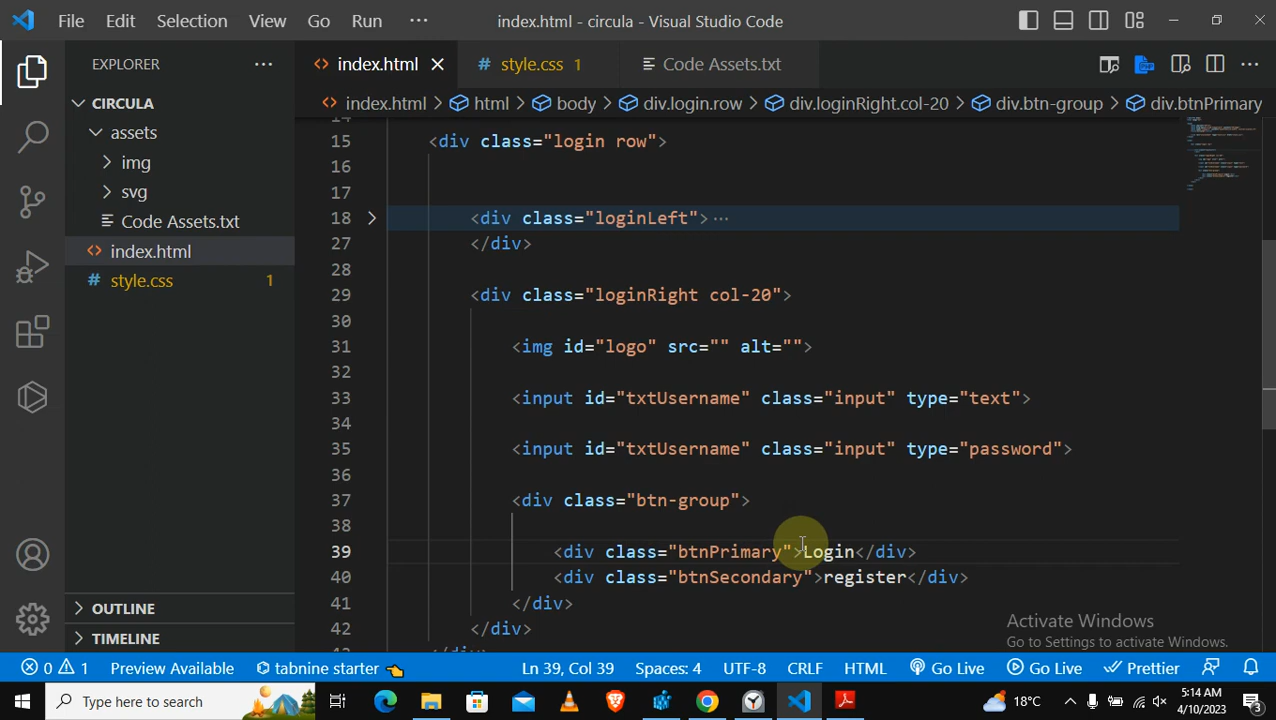 File Edit Selection View Go Run ··· index.html - circula - Visual Studio Code
EXPLORER ··· <> index.html # style.css 1 Code Assets.txt ···
CIRCULA <> index.html > html > body > div.login.row > div.loginRight.col-20 > div.btn-group > div.btnPrimary
assets
img
svg
Code Assets.txt
<> index.html
# style.css 1
OUTLINE
TIMELINE
15 <div class="login row">
16
17
18 <div class="loginLeft"> ···
27 </div>
28
29 <div class="loginRight col-20">
30
31 <img id="logo" src="" alt="">
32
33 <input id="txtUsername" class="input" type="text">
34
35 <input id="txtUsername" class="input" type="password">
36
37 <div class="btn-group">
38
39 <div class="btnPrimary">Login</div>
40 <div class="btnSecondary">register</div>
41 </div>
42 </div>
Activate Windows
Go to Settings to activate Windows.
0 1 Preview Available tabnine starter Ln 39, Col 39 Spaces: 4 UTF-8 CRLF HTML Go Live Go Live Prettier
Type here to search 18°C 5:14 AM
4/10/2023 3